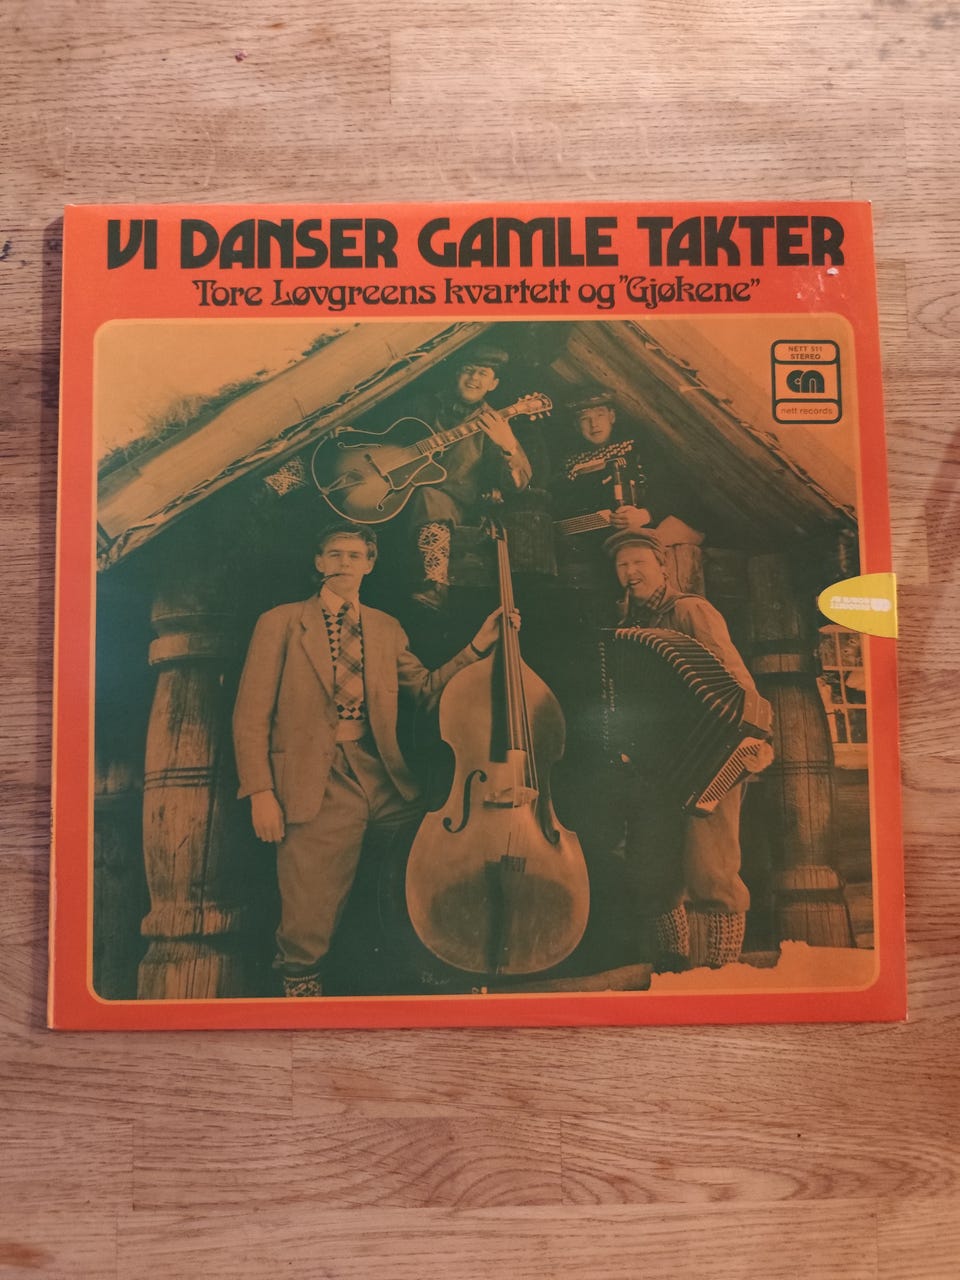 VI DANSER GAMLE TAKTER
Tore Løvgreens kvartett og "Gjøkene"
NETT 511
STEREO
nett records